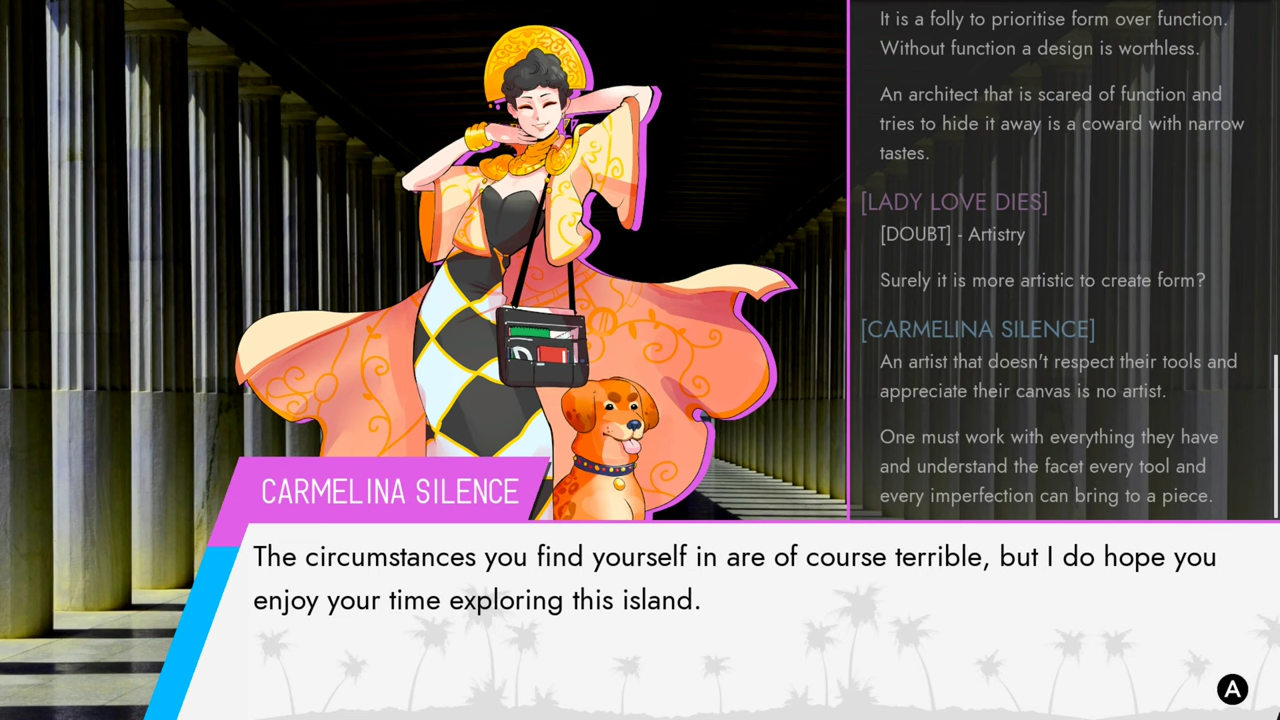 It is a folly to prioritise form over function.
Without function a design is worthless.
An architect that is scared of function and
tries to hide it away is a coward with narrow
tastes.
[LADY LOVE DIES]
[DOUBT] - Artistry
Surely it is more artistic to create form?
[CARMELINA SILENCE]
An artist that doesn't respect their tools and
appreciate their canvas is no artist.
One must work with everything they have
and understand the facet every tool and
every imperfection can bring to a piece.
CARMELINA SILENCE
The circumstances you find yourself in are of course terrible, but I do hope you
enjoy your time exploring this island.
A